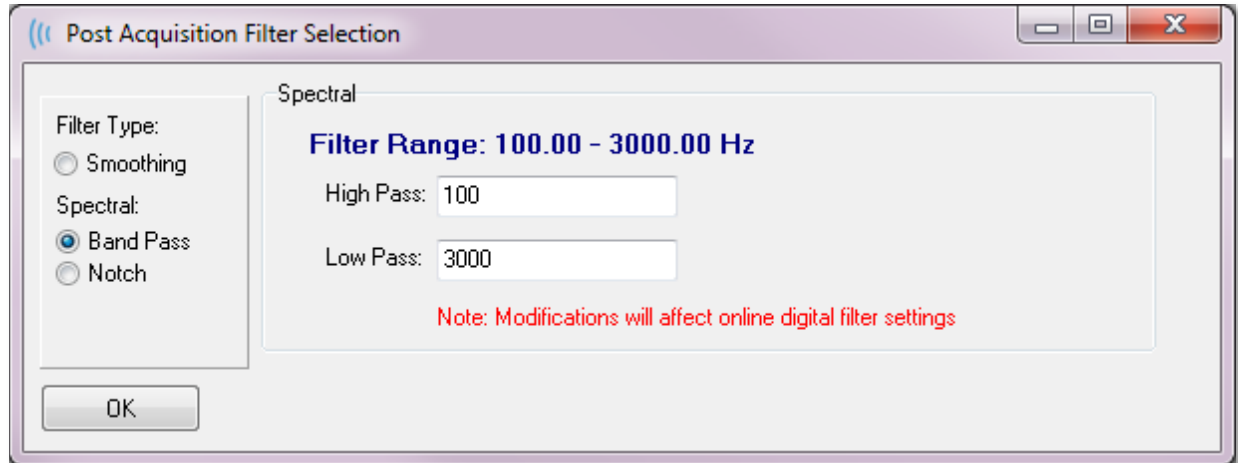 Post Acquisition Filter Selection
Filter Type:
Smoothing
Spectral:
Band Pass
Notch
OK
Spectral
Filter Range: 100.00 - 3000.00 Hz
High Pass: 100
Low Pass: 3000
Note: Modifications will affect online digital filter settings